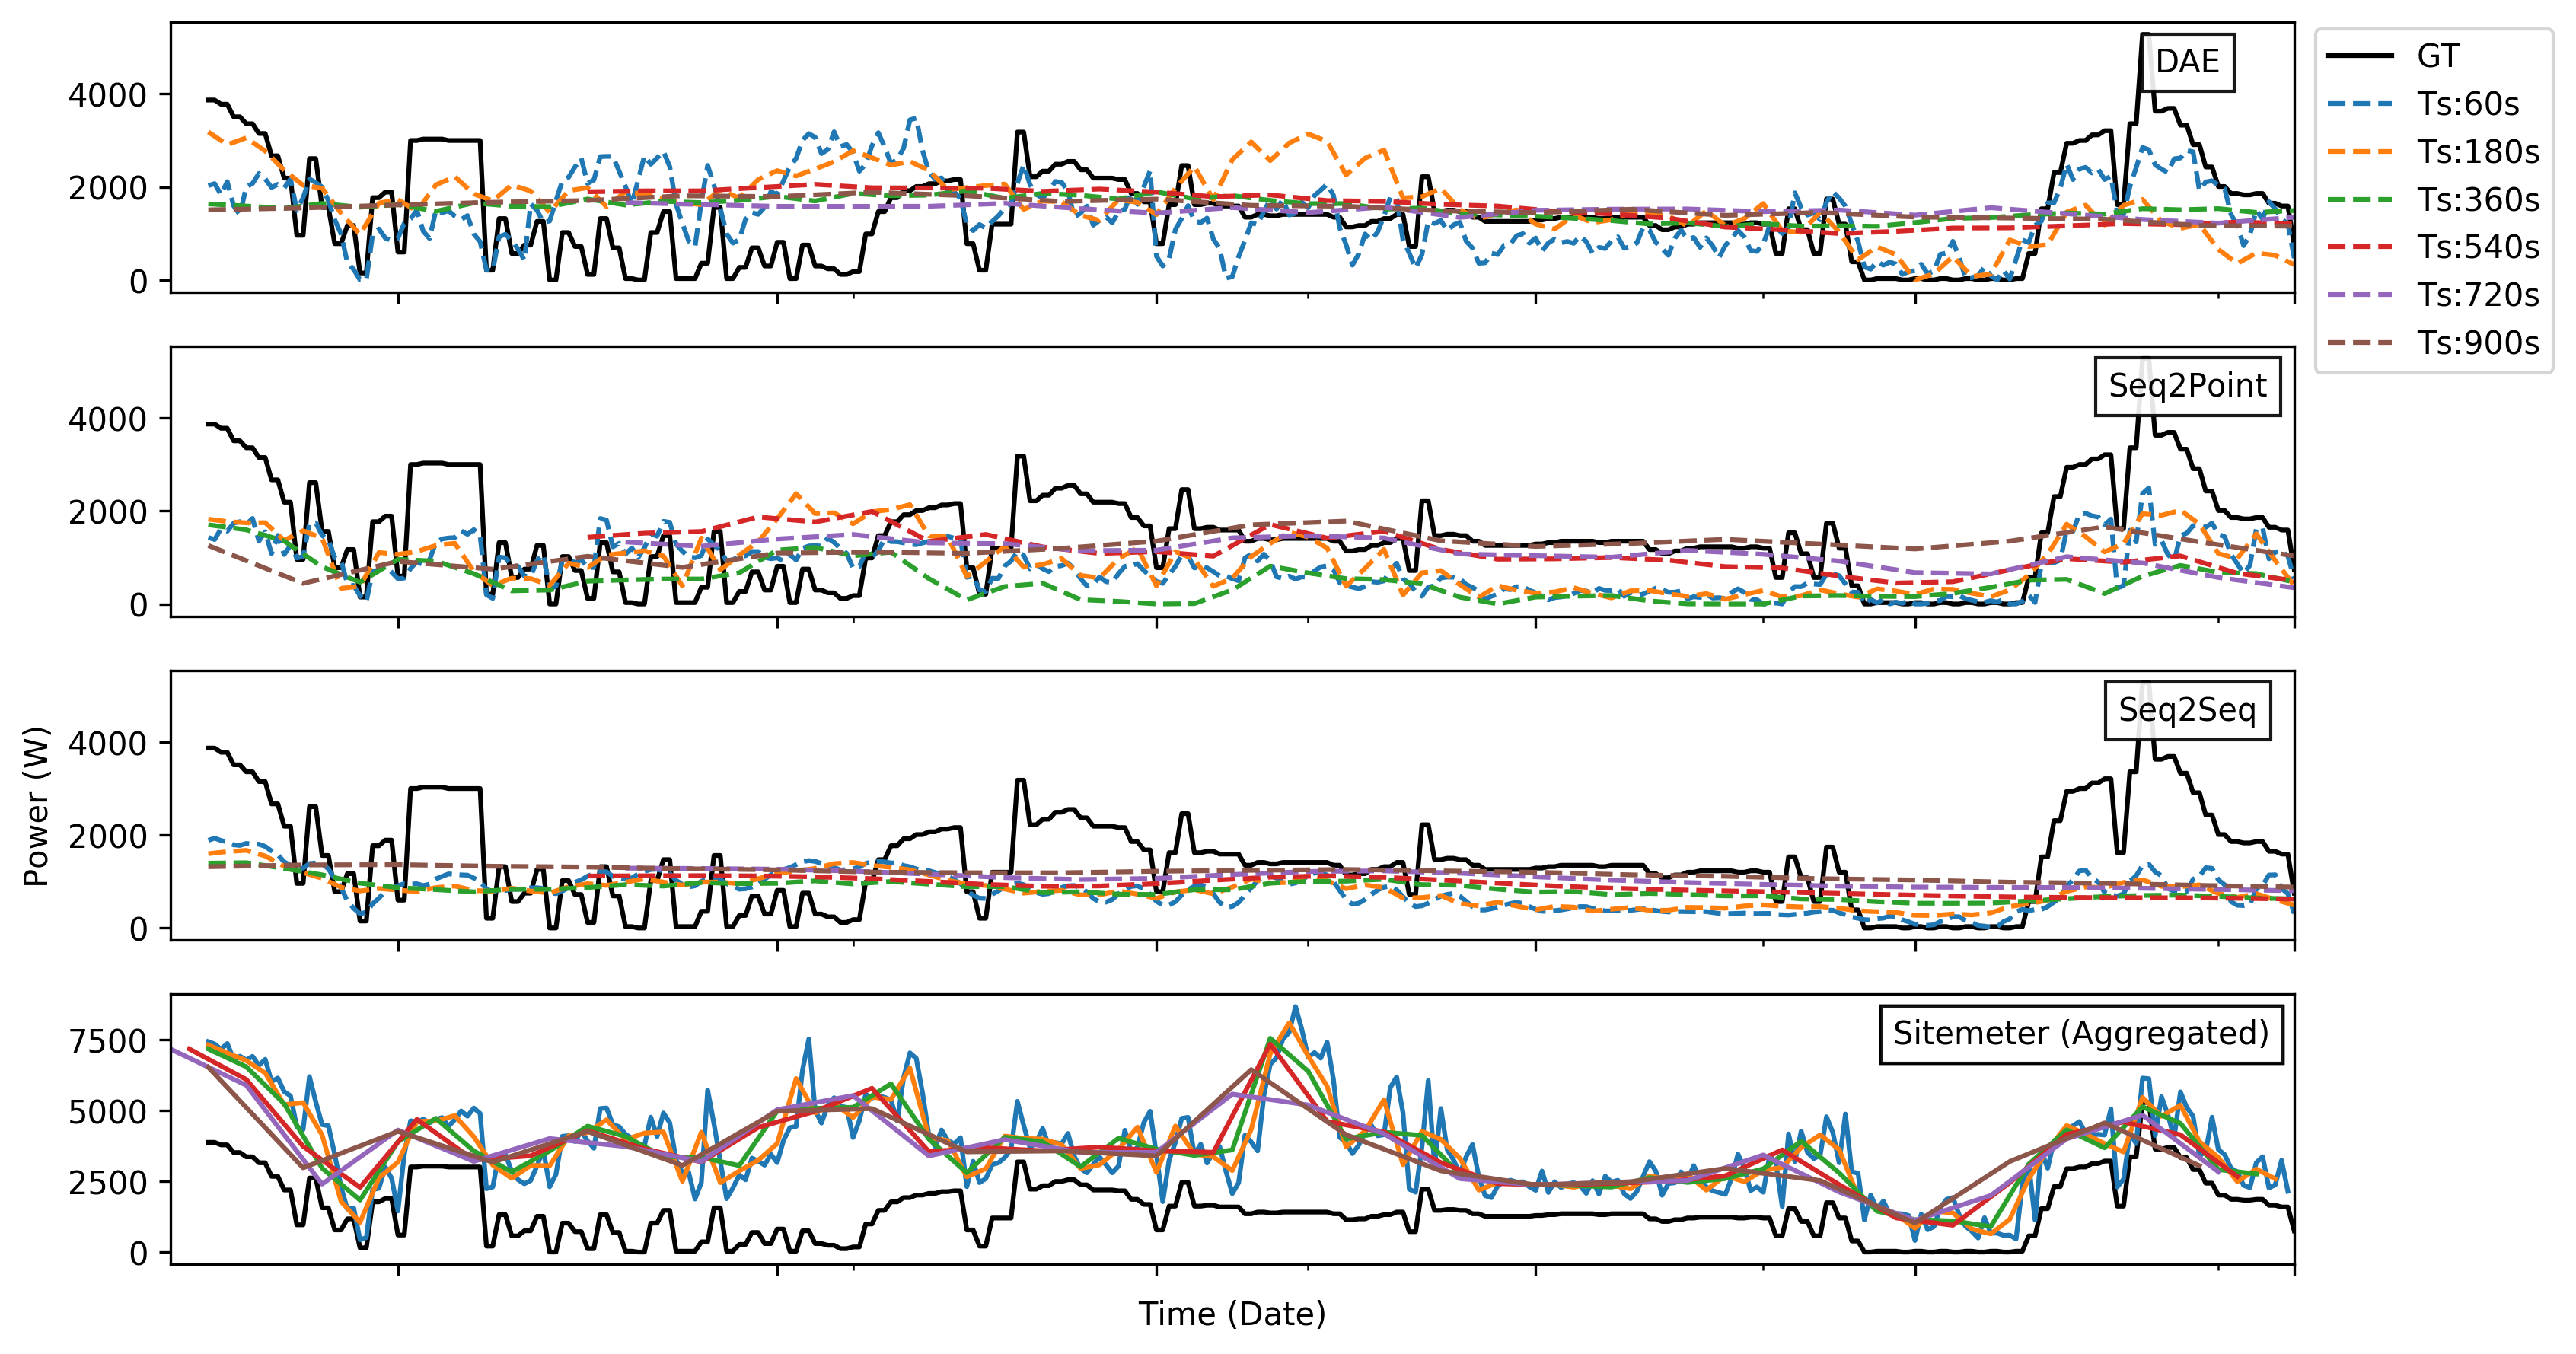 DAE
4000
2000
0
GT
Ts:60s
Ts:180s
Ts:360s
Ts:540s
Ts:720s
Ts:900s
Seq2Point
4000
2000
0
Seq2Seq
4000
2000
0
Power (W)
Sitemeter (Aggregated)
7500
5000
2500
0
Time (Date)